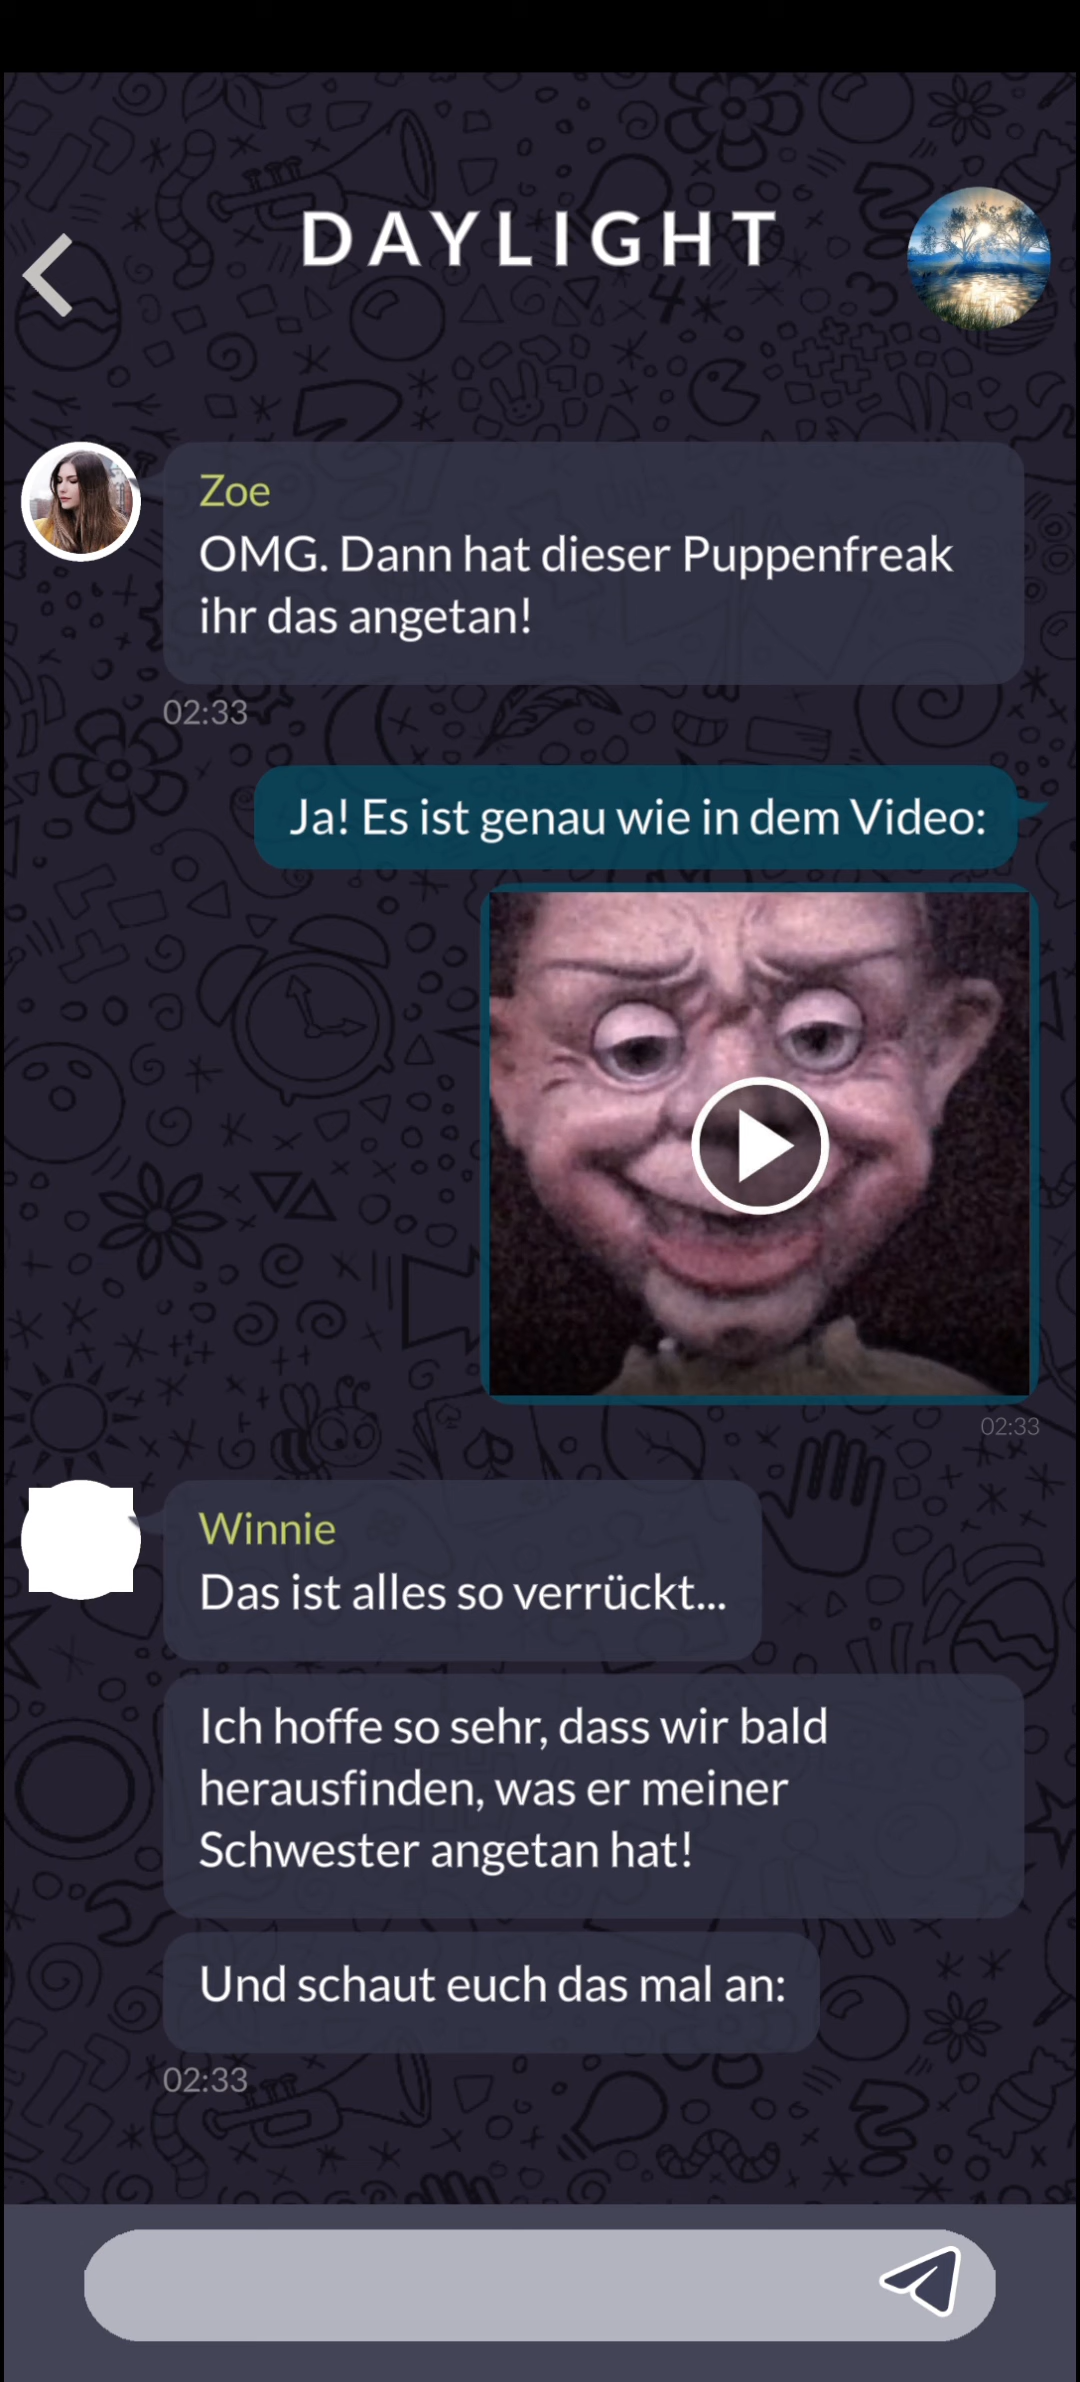 DAYLIGHT
Zoe
OMG. Dann hat dieser Puppenfreak
ihr das angetan!
02:33
Ja! Es ist genau wie in dem Video:
02:33
Winnie
Das ist alles so verrückt...
Ich hoffe so sehr, dass wir bald
herausfinden, was er meiner
Schwester angetan hat!
Und schaut euch das mal an:
02:33